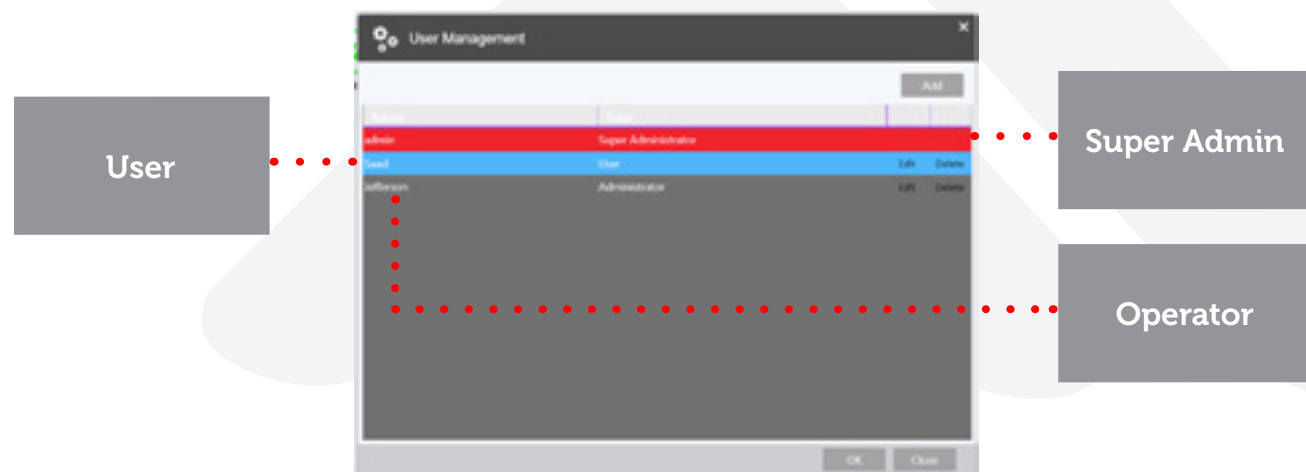 User Management
Add
Name Type
admin Super Administrator
Saad User Edit Delete
Jefferson Administrator Edit Delete
OK Close
User
Super Admin
Operator